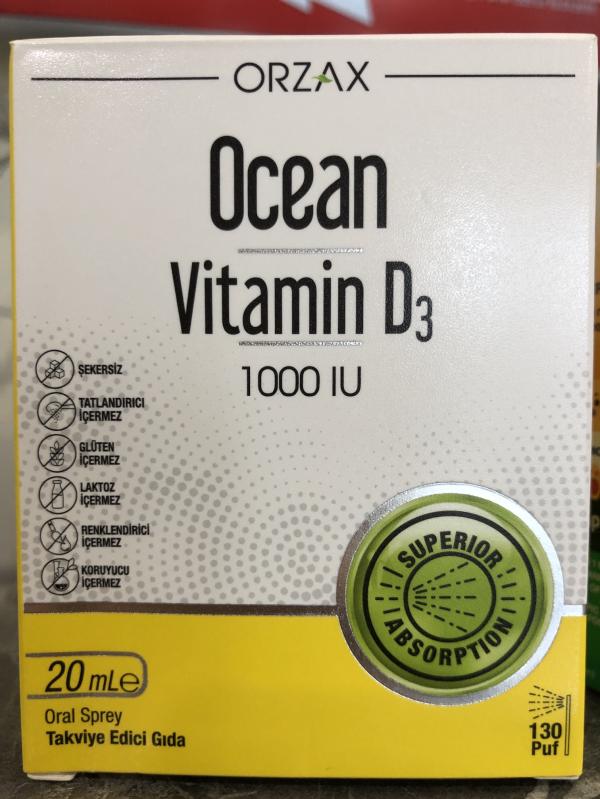 ORZAX
Ocean
Vitamin D3
1000 IU
ŞEKERSİZ
TATLANDIRICI
İÇERMEZ
GLÜTEN
İÇERMEZ
LAKTOZ
İÇERMEZ
RENKLENDİRİCİ
İÇERMEZ
KORUYUCU
İÇERMEZ
SUPERIOR
ABSORPTION
20 mL℮
Oral Sprey
Takviye Edici Gıda
130
Puf